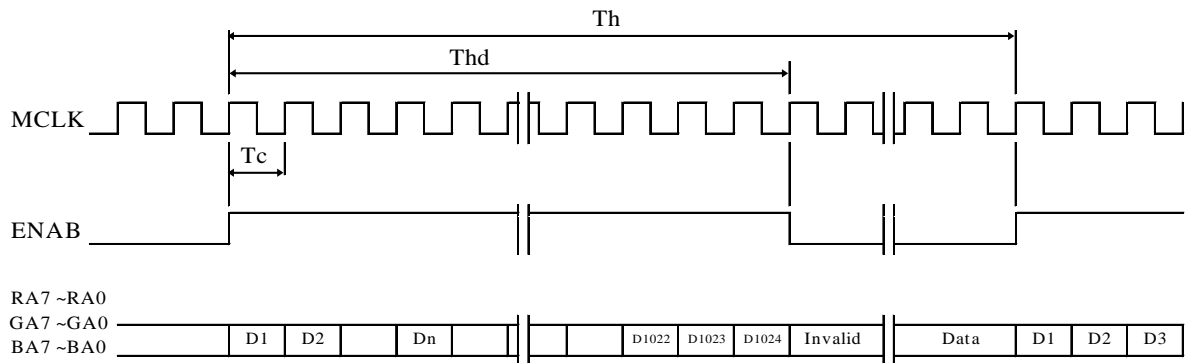 Th
Thd
MCLK
Tc
ENAB
RA7 ~RA0
GA7 ~GA0
BA7 ~BA0
D1 D2 Dn D1022 D1023 D1024 Invalid Data D1 D2 D3